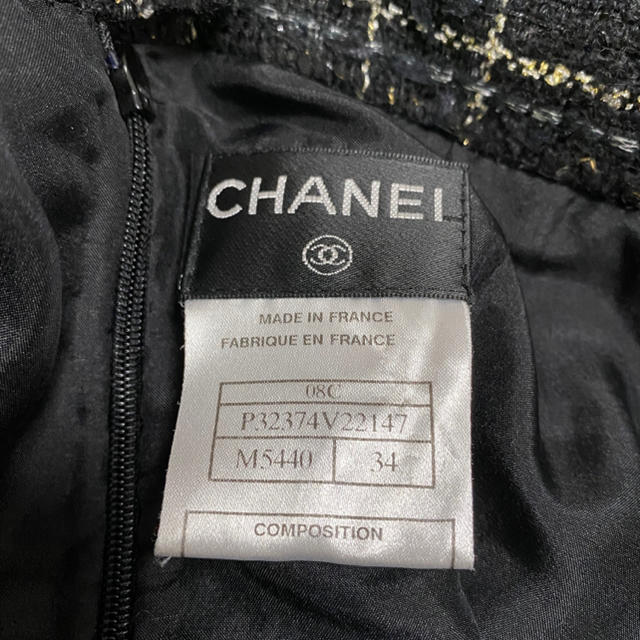 CHANEL
MADE IN FRANCE
FABRIQUE EN FRANCE
08C
P32374V22147
M5440 34
COMPOSITION